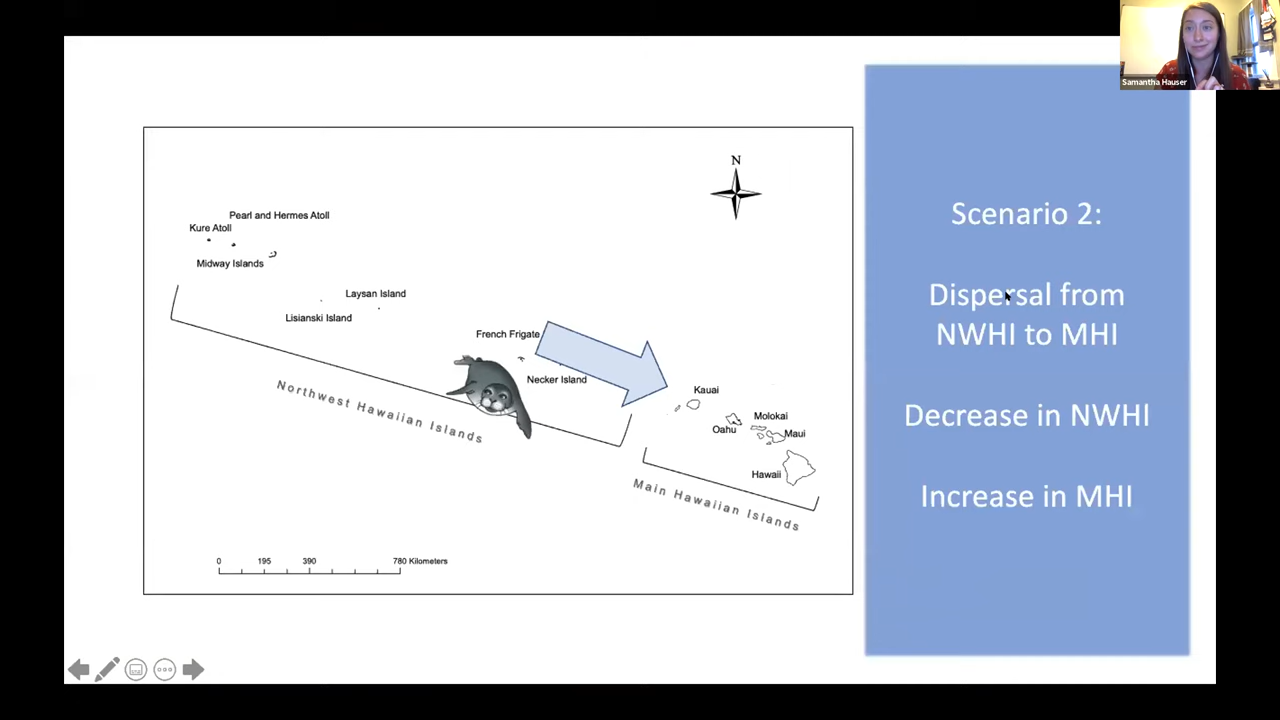 Samantha Hauser
N
Pearl and Hermes Atoll
Kure Atoll
Midway Islands
Laysan Island
Lisianski Island
French Frigate
Necker Island
Northwest Hawaiian Islands
Kauai
Molokai
Oahu
Maui
Hawaii
Main Hawaiian Islands
0 195 390 780 Kilometers
Scenario 2:
Dispersal from
NWHI to MHI
Decrease in NWHI
Increase in MHI